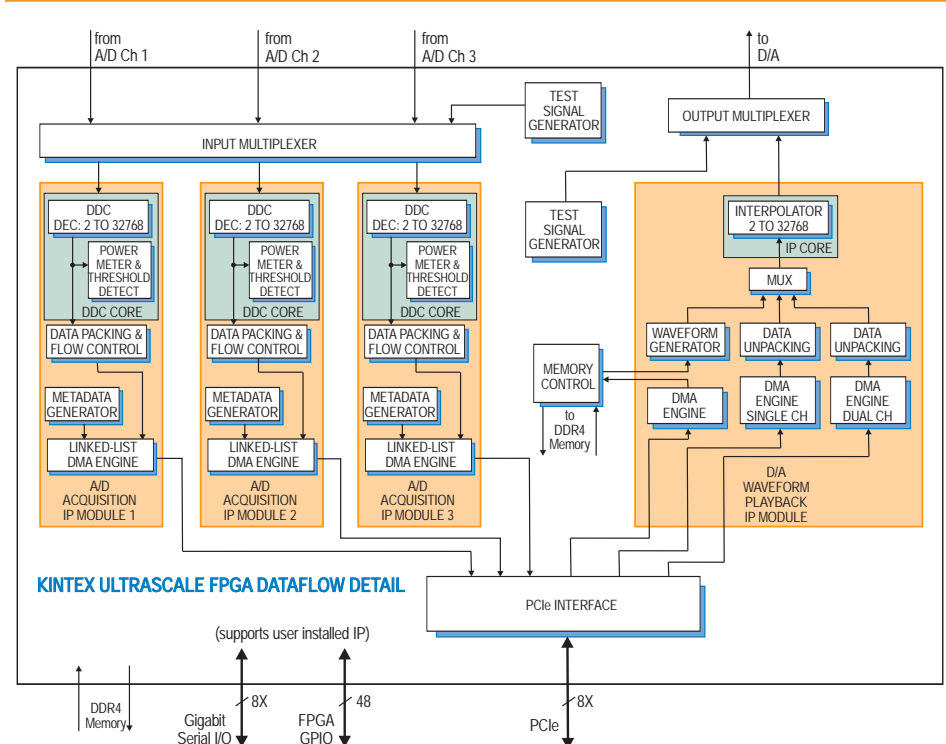 from
A/D Ch 1
from
A/D Ch 2
from
A/D Ch 3
to
D/A
TEST
SIGNAL
GENERATOR
OUTPUT MULTIPLEXER
INPUT MULTIPLEXER
TEST
SIGNAL
GENERATOR
DDC
DEC: 2 TO 32768
POWER
METER &
THRESHOLD
DETECT
DDC CORE
DATA PACKING &
FLOW CONTROL
METADATA
GENERATOR
LINKED-LIST
DMA ENGINE
A/D
ACQUISITION
IP MODULE 1
DDC
DEC: 2 TO 32768
POWER
METER &
THRESHOLD
DETECT
DDC CORE
DATA PACKING &
FLOW CONTROL
METADATA
GENERATOR
LINKED-LIST
DMA ENGINE
A/D
ACQUISITION
IP MODULE 2
DDC
DEC: 2 TO 32768
POWER
METER &
THRESHOLD
DETECT
DDC CORE
DATA PACKING &
FLOW CONTROL
METADATA
GENERATOR
LINKED-LIST
DMA ENGINE
A/D
ACQUISITION
IP MODULE 3
INTERPOLATOR
2 TO 32768
IP CORE
MUX
WAVEFORM
GENERATOR
DATA
UNPACKING
DATA
UNPACKING
MEMORY
CONTROL
to
DDR4
Memory
DMA
ENGINE
DMA
ENGINE
SINGLE CH
DMA
ENGINE
DUAL CH
D/A
WAVEFORM
PLAYBACK
IP MODULE
KINTEX ULTRASCALE FPGA DATAFLOW DETAIL
PCIe INTERFACE
(supports user installed IP)
DDR4
Memory
8X
Gigabit
Serial I/O
48
FPGA
GPIO
8X
PCIe